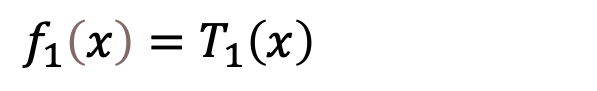 𝑓₁(𝑥) = 𝑇₁(𝑥)